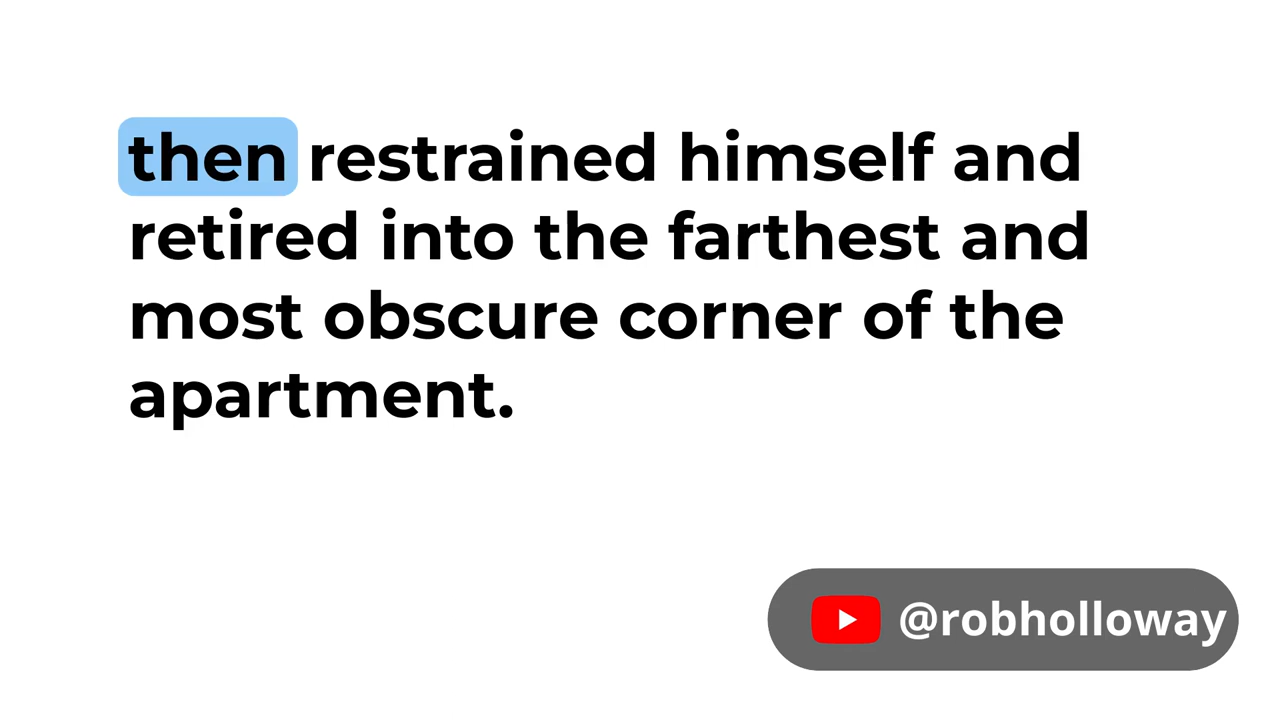 then restrained himself and
retired into the farthest and
most obscure corner of the
apartment.
@robholloway